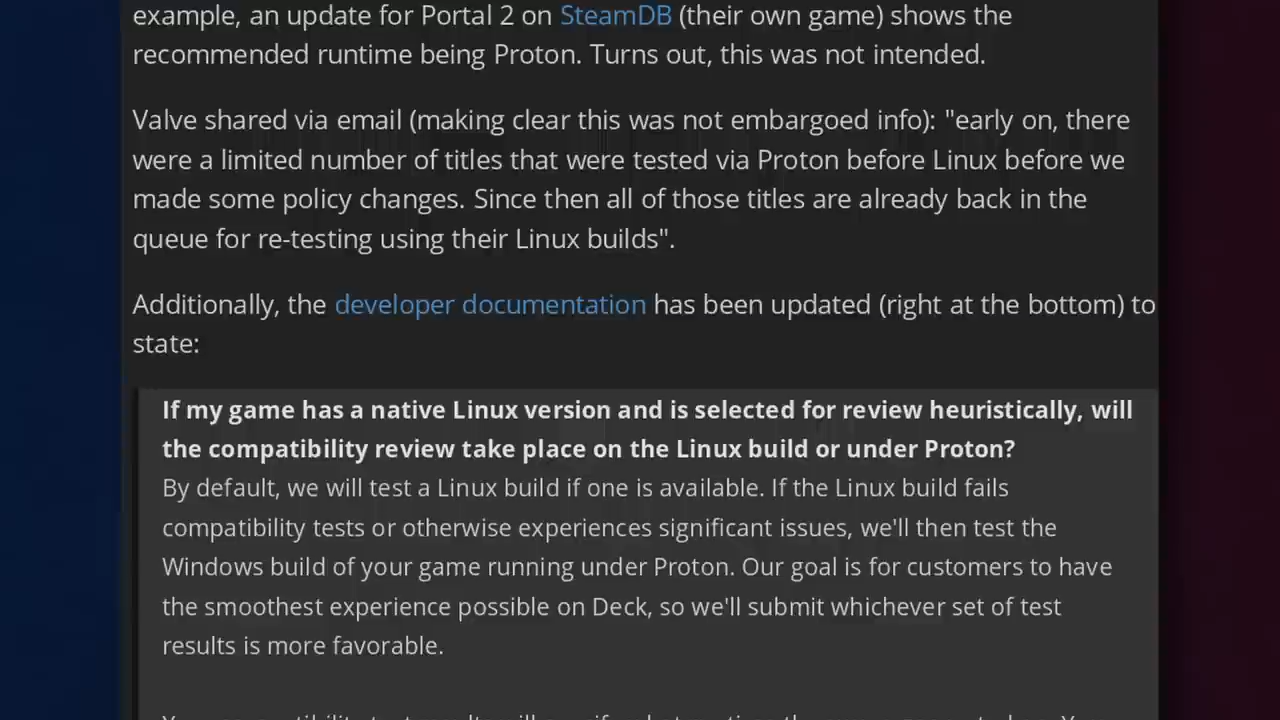 example, an update for Portal 2 on SteamDB (their own game) shows the
recommended runtime being Proton. Turns out, this was not intended.
Valve shared via email (making clear this was not embargoed info): "early on, there
were a limited number of titles that were tested via Proton before Linux before we
made some policy changes. Since then all of those titles are already back in the
queue for re-testing using their Linux builds".
Additionally, the developer documentation has been updated (right at the bottom) to
state:
If my game has a native Linux version and is selected for review heuristically, will
the compatibility review take place on the Linux build or under Proton?
By default, we will test a Linux build if one is available. If the Linux build fails
compatibility tests or otherwise experiences significant issues, we'll then test the
Windows build of your game running under Proton. Our goal is for customers to have
the smoothest experience possible on Deck, so we'll submit whichever set of test
results is more favorable.